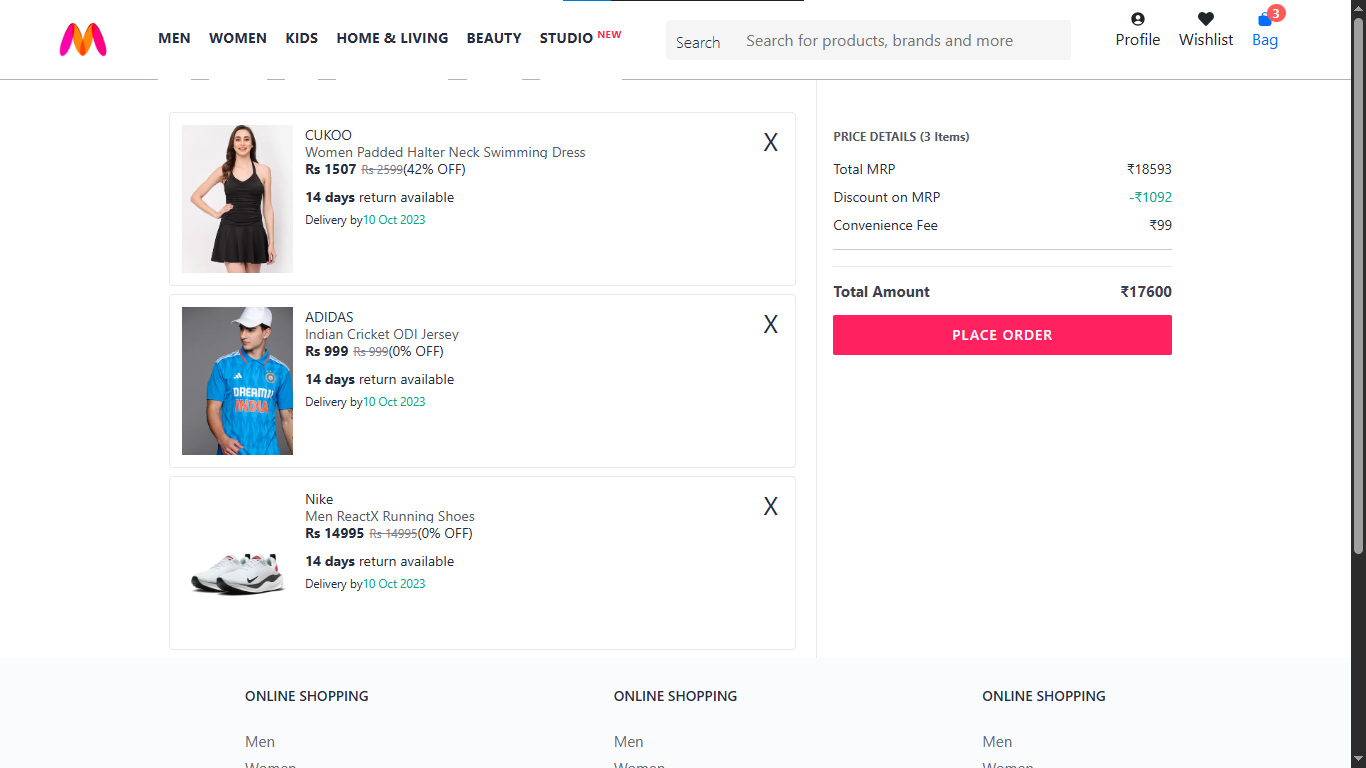 MEN WOMEN KIDS HOME & LIVING BEAUTY STUDIO NEW
Search Search for products, brands and more
Profile Wishlist 3 Bag
CUKOO X
Women Padded Halter Neck Swimming Dress
Rs 1507 Rs 2599(42% OFF)
14 days return available
Delivery by10 Oct 2023
ADIDAS X
Indian Cricket ODI Jersey
Rs 999 Rs 999(0% OFF)
14 days return available
Delivery by10 Oct 2023
DREAM11
INDIA
Nike X
Men ReactX Running Shoes
Rs 14995 Rs 14995(0% OFF)
14 days return available
Delivery by10 Oct 2023
PRICE DETAILS (3 Items)
Total MRP ₹18593
Discount on MRP -₹1092
Convenience Fee ₹99
Total Amount ₹17600
PLACE ORDER
ONLINE SHOPPING ONLINE SHOPPING ONLINE SHOPPING
Men Men Men
Women Women Women